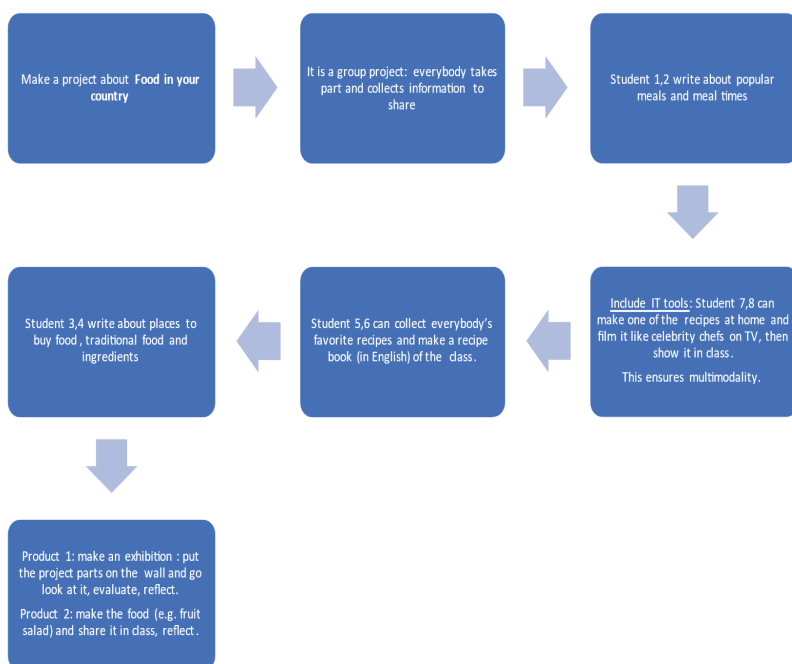 Make a project about Food in your
country
It is a group project: everybody takes
part and collects information to
share
Student 1,2 write about popular
meals and meal times
Include IT tools: Student 7,8 can
make one of the recipes at home and
film it like celebrity chefs on TV, then
show it in class.
This ensures multimodality.
Student 5,6 can collect everybody's
favorite recipes and make a recipe
book (in English) of the class.
Student 3,4 write about places to
buy food, traditional food and
ingredients
Product 1: make an exhibition : put
the project parts on the wall and go
look at it, evaluate, reflect.
Product 2: make the food (e.g. fruit
salad) and share it in class, reflect.